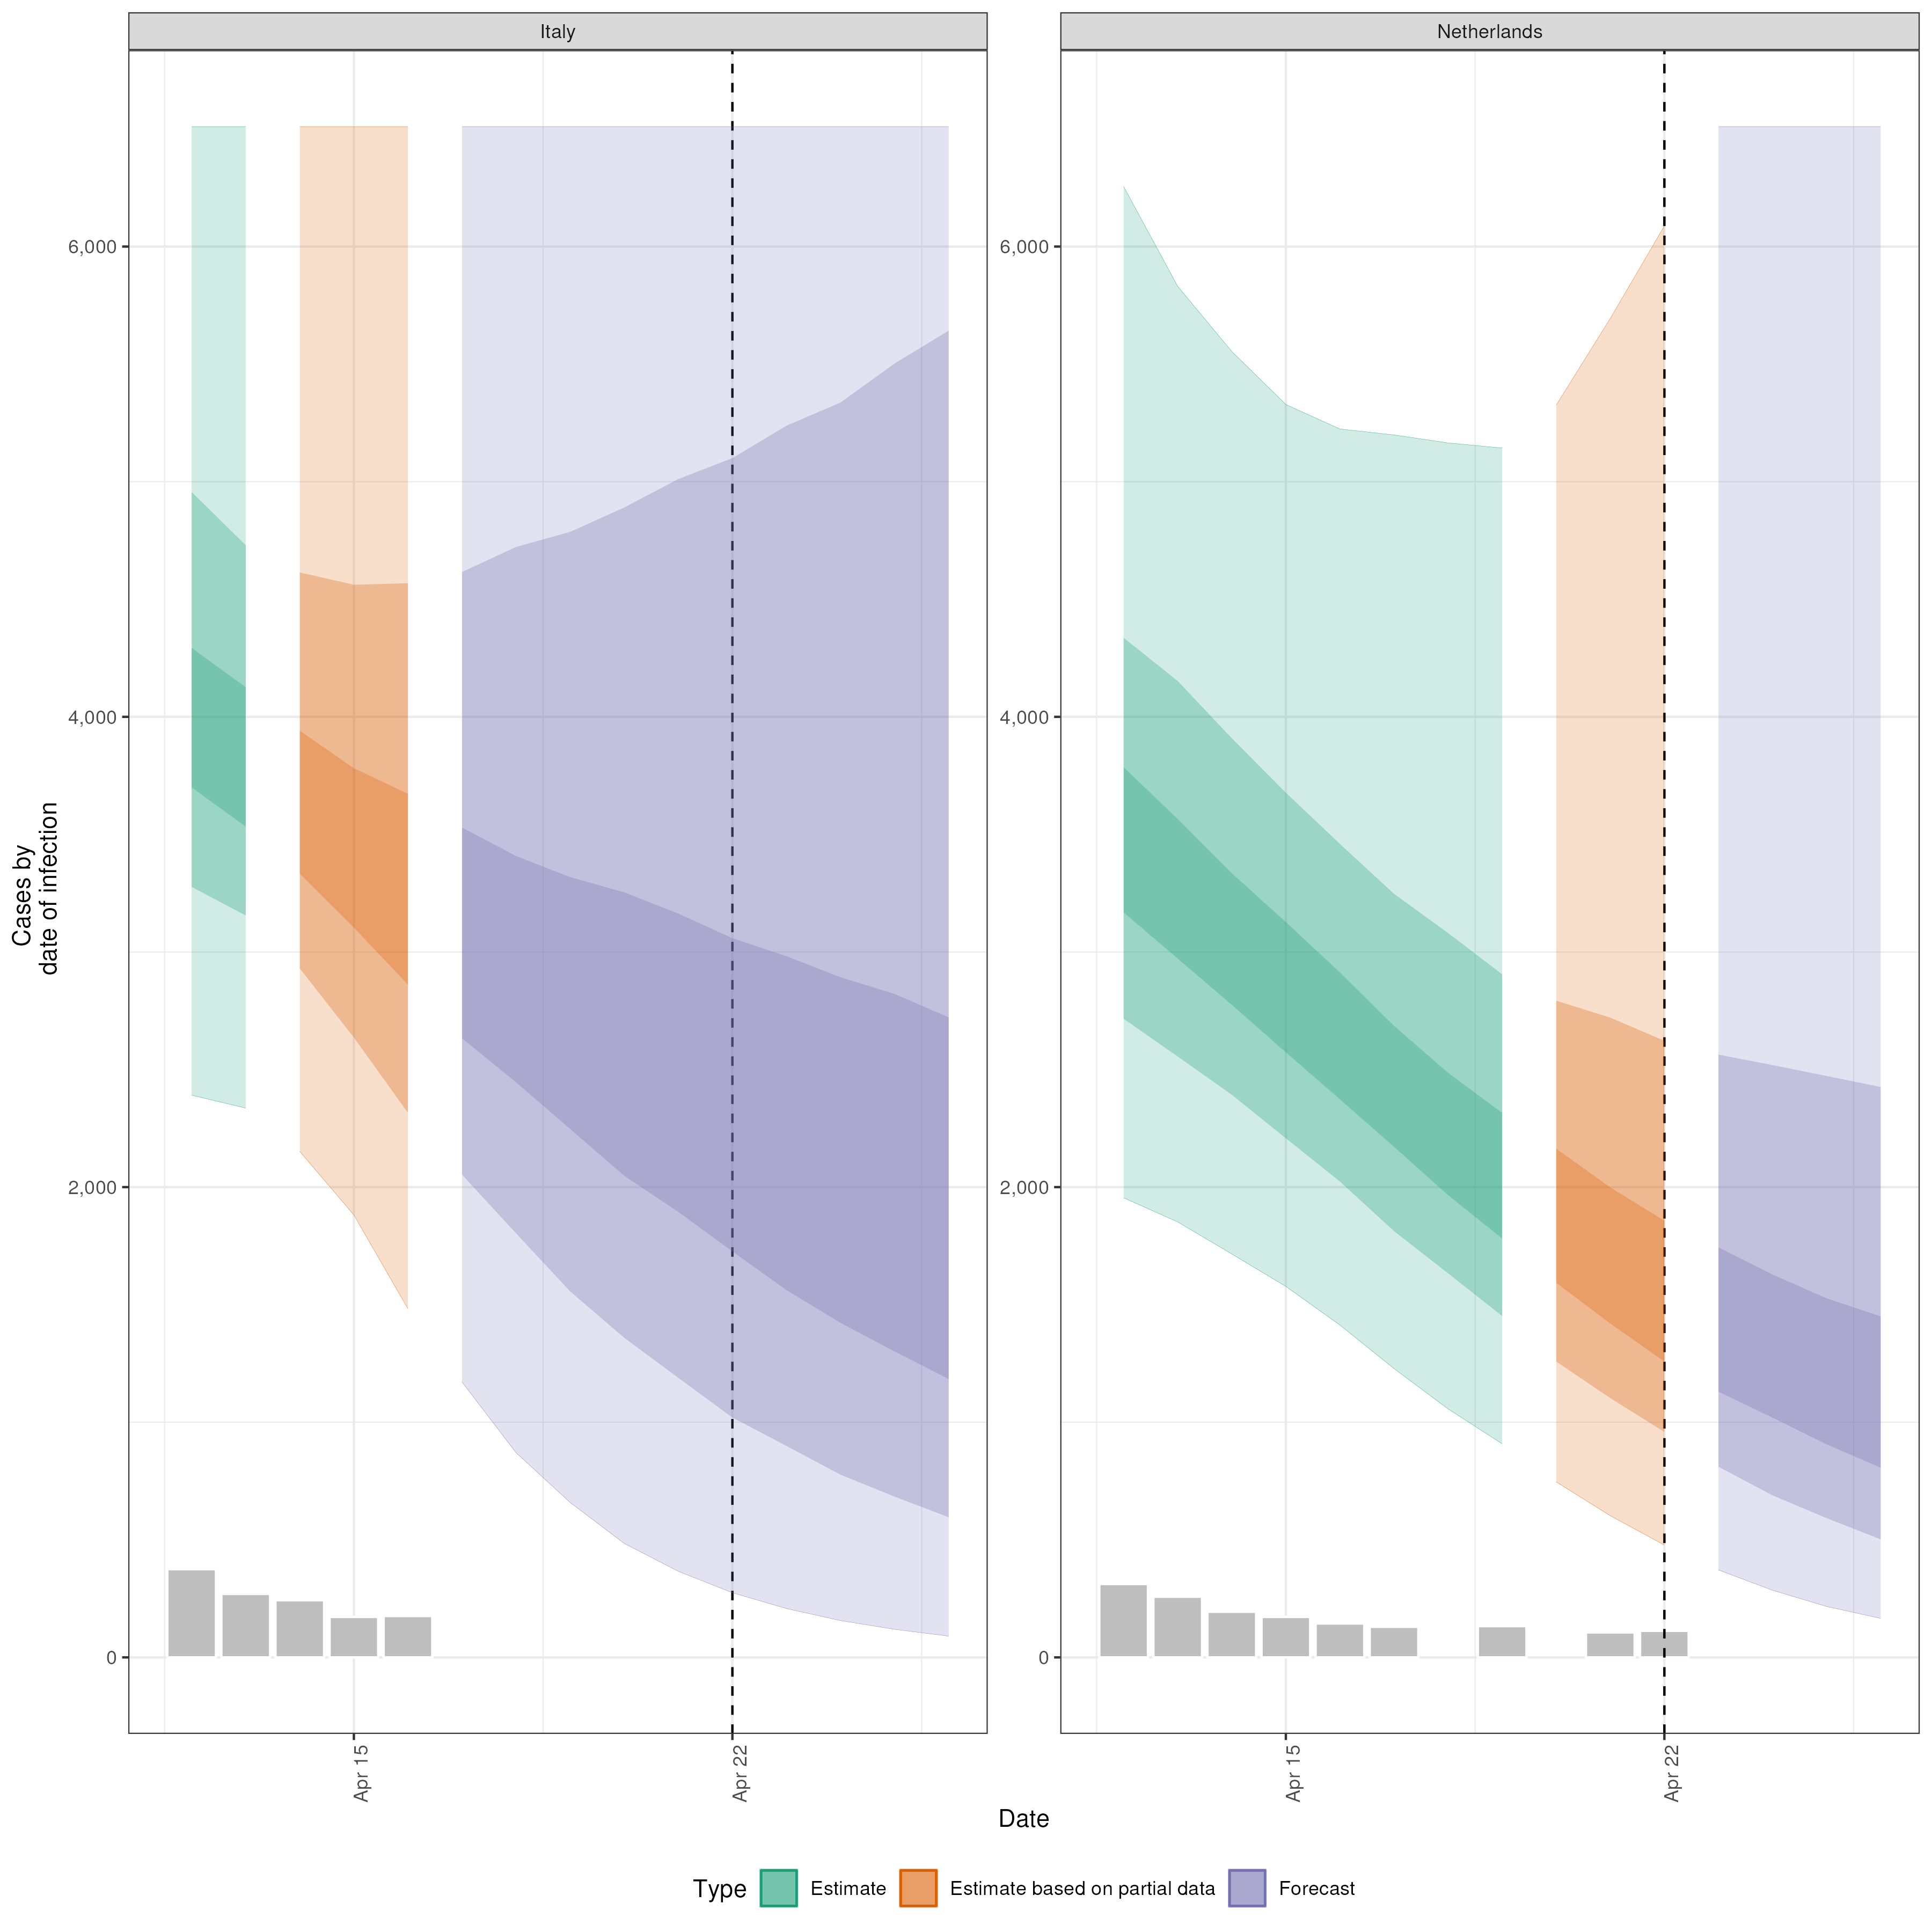 Italy
Netherlands
Cases by
date of infection
6,000
4,000
2,000
0
6,000
4,000
2,000
0
Apr 15
Apr 22
Apr 15
Apr 22
Date
Type Estimate Estimate based on partial data Forecast